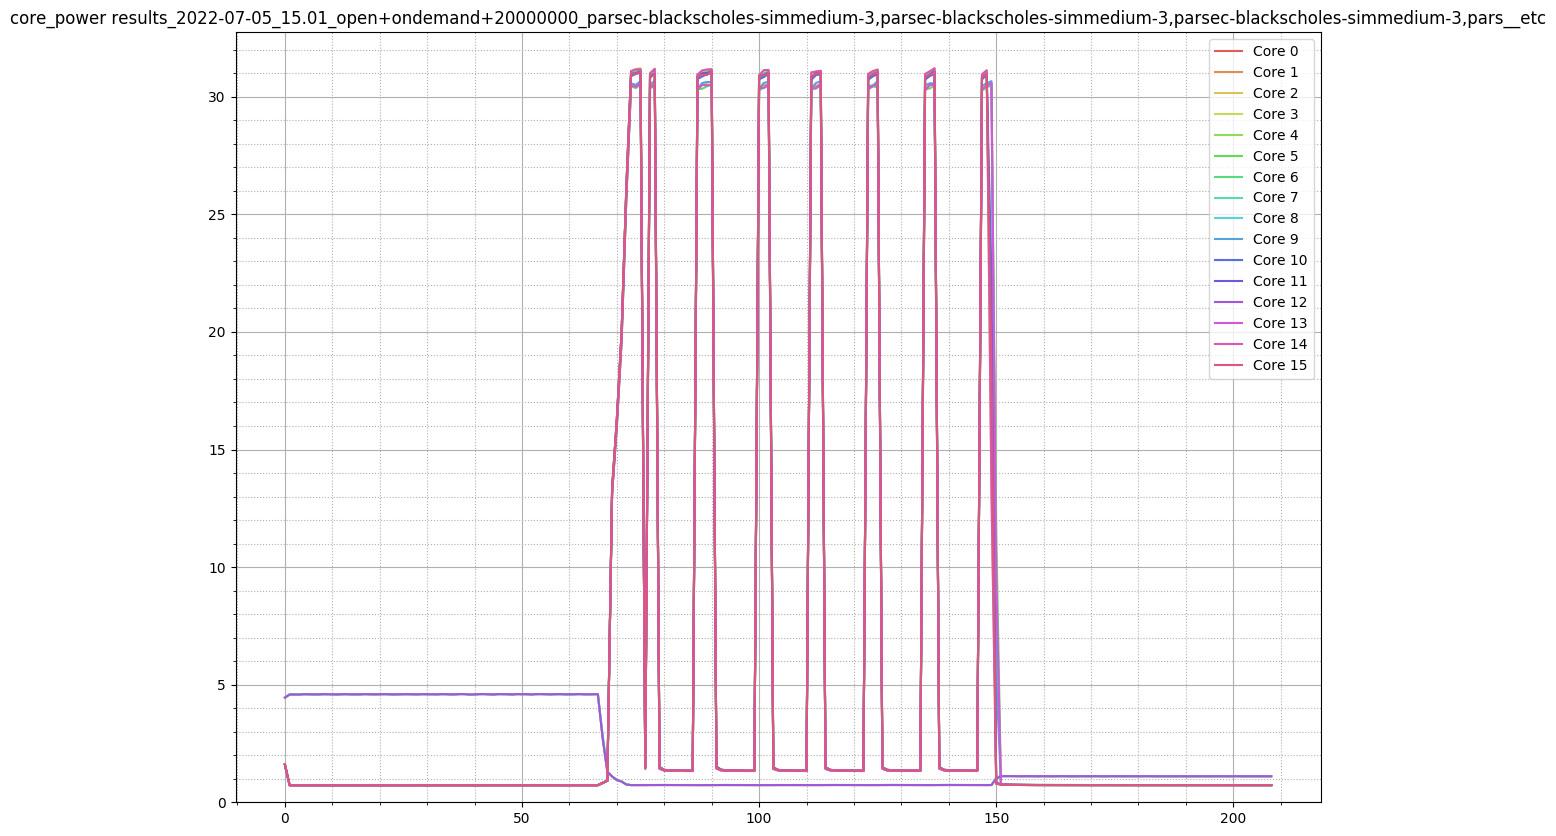 core_power results_2022-07-05_15.01_open+ondemand+20000000_parsec-blackscholes-simmedium-3,parsec-blackscholes-simmedium-3,parsec-blackscholes-simmedium-3,pars__etc
Core 0
Core 1
Core 2
Core 3
Core 4
Core 5
Core 6
Core 7
Core 8
Core 9
Core 10
Core 11
Core 12
Core 13
Core 14
Core 15
30
25
20
15
10
5
0
0 50 100 150 200